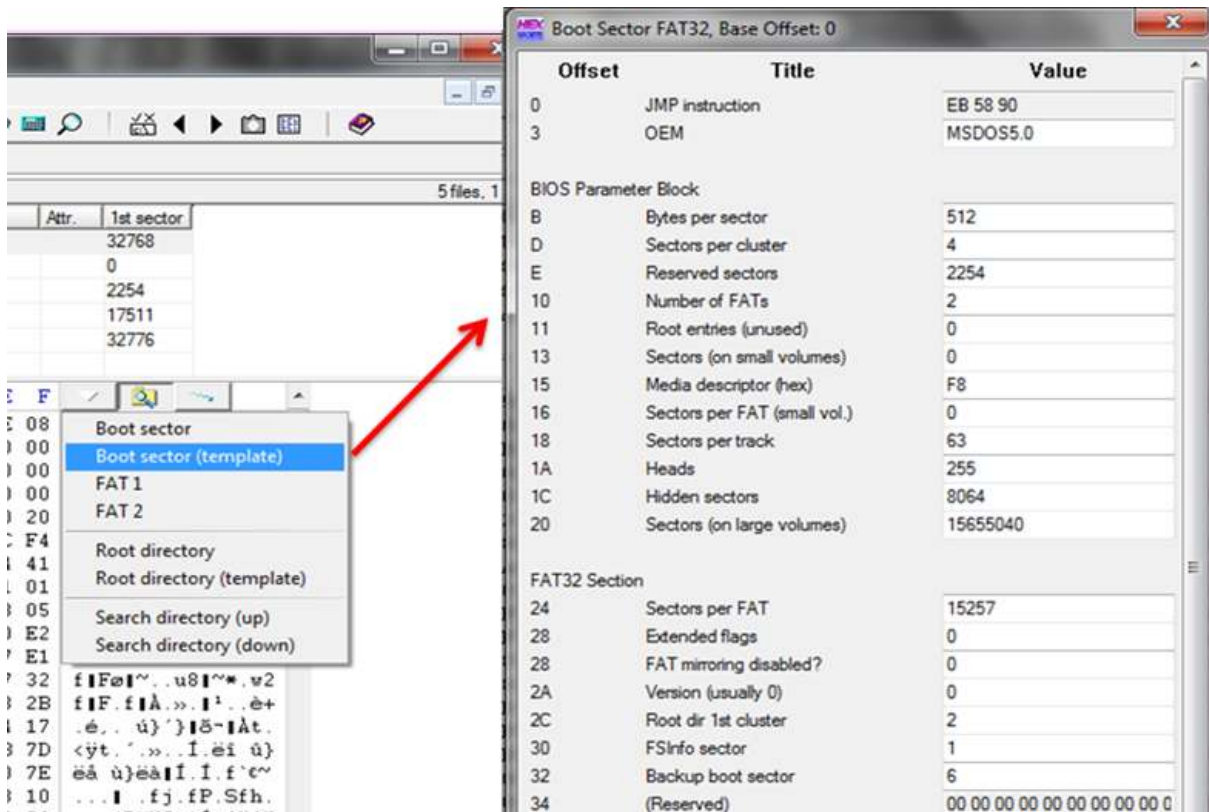 5 files, 1
Attr. 1st sector
32768
0
2254
17511
32776
F
08
00
00
00
20
F4
41
01
05
E2
E1
32
2B
17
7D
7E
10
Boot sector
Boot sector (template)
FAT 1
FAT 2
Root directory
Root directory (template)
Search directory (up)
Search directory (down)
Boot Sector FAT32, Base Offset: 0
Offset Title Value
0 JMP instruction EB 58 90
3 OEM MSDOS5.0
BIOS Parameter Block
B Bytes per sector 512
D Sectors per cluster 4
E Reserved sectors 2254
10 Number of FATs 2
11 Root entries (unused) 0
13 Sectors (on small volumes) 0
15 Media descriptor (hex) F8
16 Sectors per FAT (small vol.) 0
18 Sectors per track 63
1A Heads 255
1C Hidden sectors 8064
20 Sectors (on large volumes) 15655040
FAT32 Section
24 Sectors per FAT 15257
28 Extended flags 0
28 FAT mirroring disabled? 0
2A Version (usually 0) 0
2C Root dir 1st cluster 2
30 FSInfo sector 1
32 Backup boot sector 6
34 (Reserved) 00 00 00 00 00 00 00 00 00 00 00 0